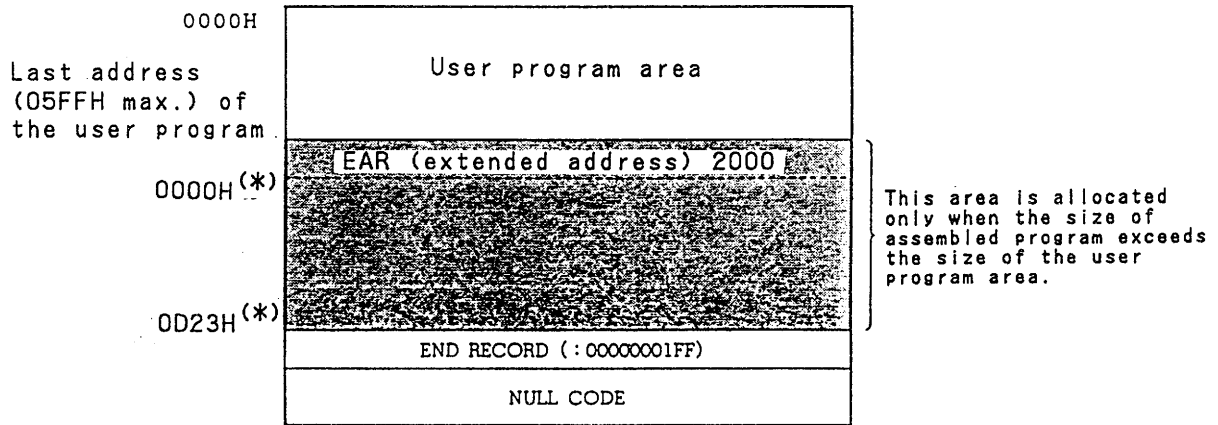 0000H
User program area
Last address
(05FFH max.) of
the user program
EAR (extended address) 2000
0000H(*)
This area is allocated
only when the size of
assembled program exceeds
the size of the user
program area.
0D23H(*)
END RECORD (:00000001FF)
NULL CODE